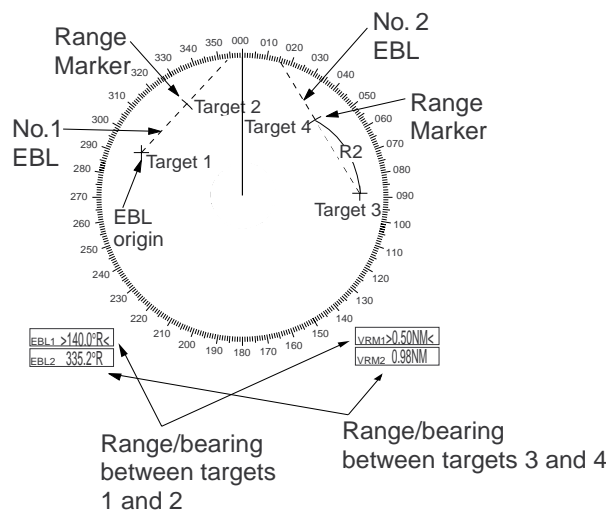 Range
Marker
No. 2
EBL
000
010
020
030
040
050
060
070
080
090
100
110
120
130
140
150
160
170
180
190
200
210
220
230
240
250
260
270
280
290
300
310
320
330
340
350
Target 2
Target 4
Range
Marker
No.1
EBL
R2
Target 1
Target 3
EBL
origin
EBL1 >140.0°R<
EBL2 335.2°R
VRM1>0.50NM<
VRM2 0.98NM
Range/bearing
between targets
1 and 2
Range/bearing
between targets 3 and 4